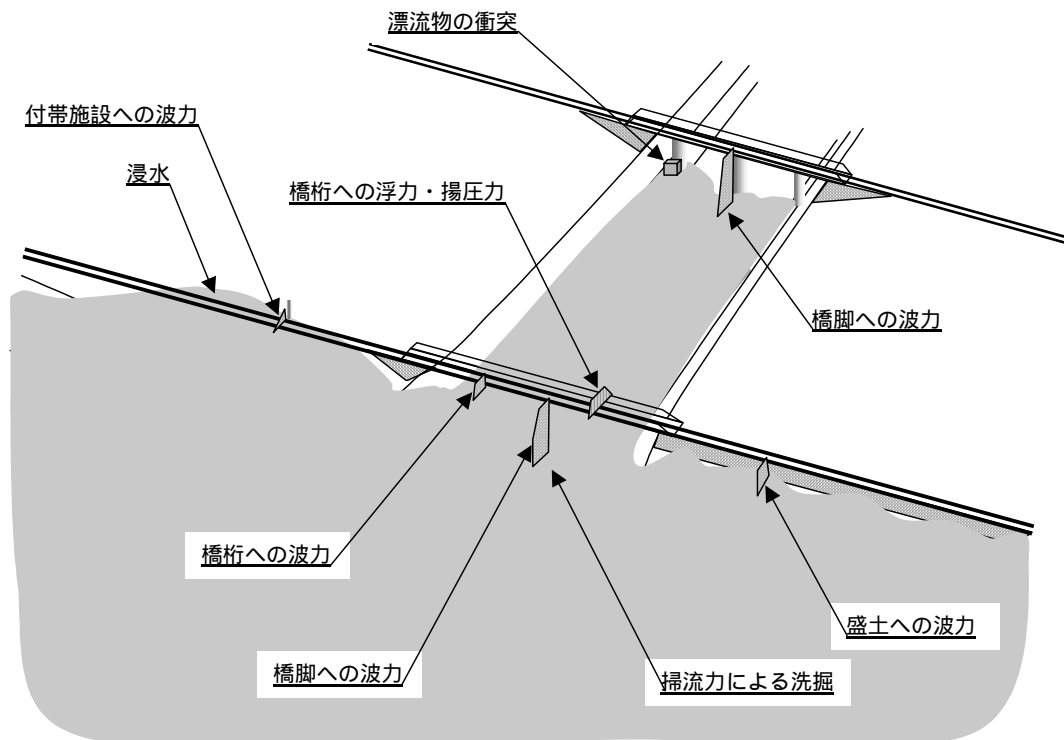 漂流物の衝突
付帯施設への波力
浸水
橋桁への浮力・揚圧力
橋脚への波力
橋桁への波力
盛土への波力
橋脚への波力
掃流力による洗掘